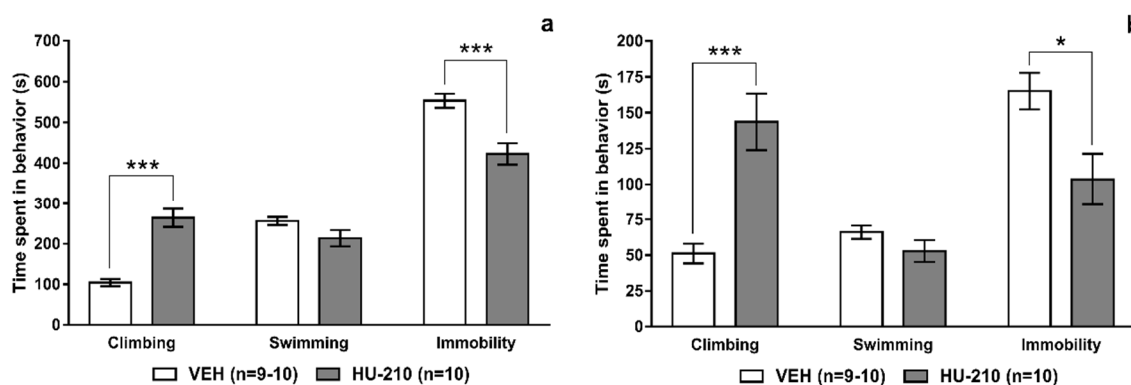 a
Time spent in behavior (s)
700
600
500
400
300
200
100
0
***
***
Climbing
Swimming
Immobility
VEH (n=9-10)
HU-210 (n=10)
b
Time spent in behavior (s)
200
175
150
125
100
75
50
25
0
***
*
Climbing
Swimming
Immobility
VEH (n=9-10)
HU-210 (n=10)